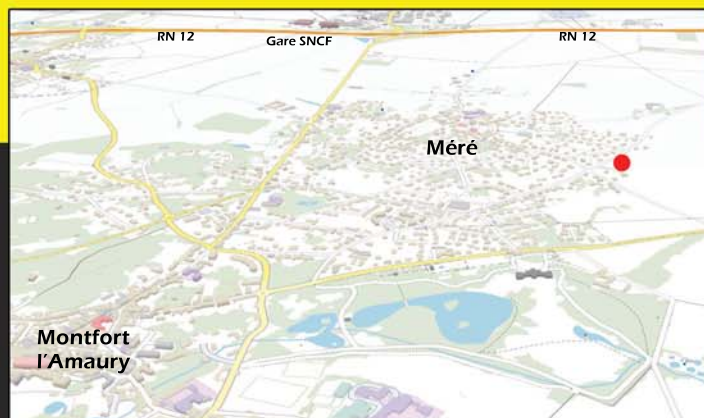 RN 12
Gare SNCF
RN 12
Méré
Montfort
l'Amaury